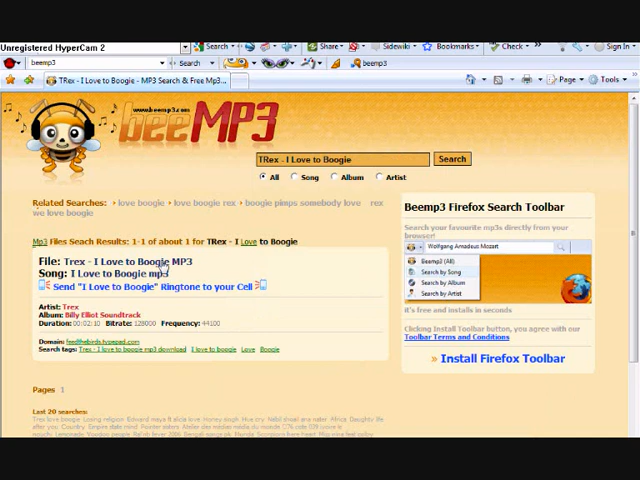 Unregistered HyperCam 2
Search
Share
Sidewiki
Bookmarks
Check
Sign In
beemp3
Search
beemp3
TRex - I Love to Boogie - MP3 Search & Free Mp3...
Page
Tools
www.beemp3.com
beeMP3
TRex - I Love to Boogie
Search
All
Song
Album
Artist
Related Searches:
love boogie
love boogie rex
boogie pimps somebody love
rex
we love boogie
Mp3 Files Seach Results: 1-1 of about 1 for TRex - I Love to Boogie
File: Trex - I Love to Boogie MP3
Song: I Love to Boogie mp3
Send "I Love to Boogie" Ringtone to your Cell
Artist: Trex
Album: Billy Elliot Soundtrack
Duration: 00:02:10 Bitrate: 128000 Frequency: 44100
Domain: feedthebirds.typepad.com
Search tags: Trex - I love to boogie mp3 download I love to boogie Love Boogie
Pages 1
Last 20 searches:
Beemp3 Firefox Search Toolbar
Search your favourite mp3s directly from your
browser!
Wolfgang Amadeus Mozart
Beemp3 (All)
Search by Song
Search by Album
Search by Artist
it's free and installs in seconds
Clicking Install Toolbar button, you agree with our
Toolbar Terms and Conditions
» Install Firefox Toolbar